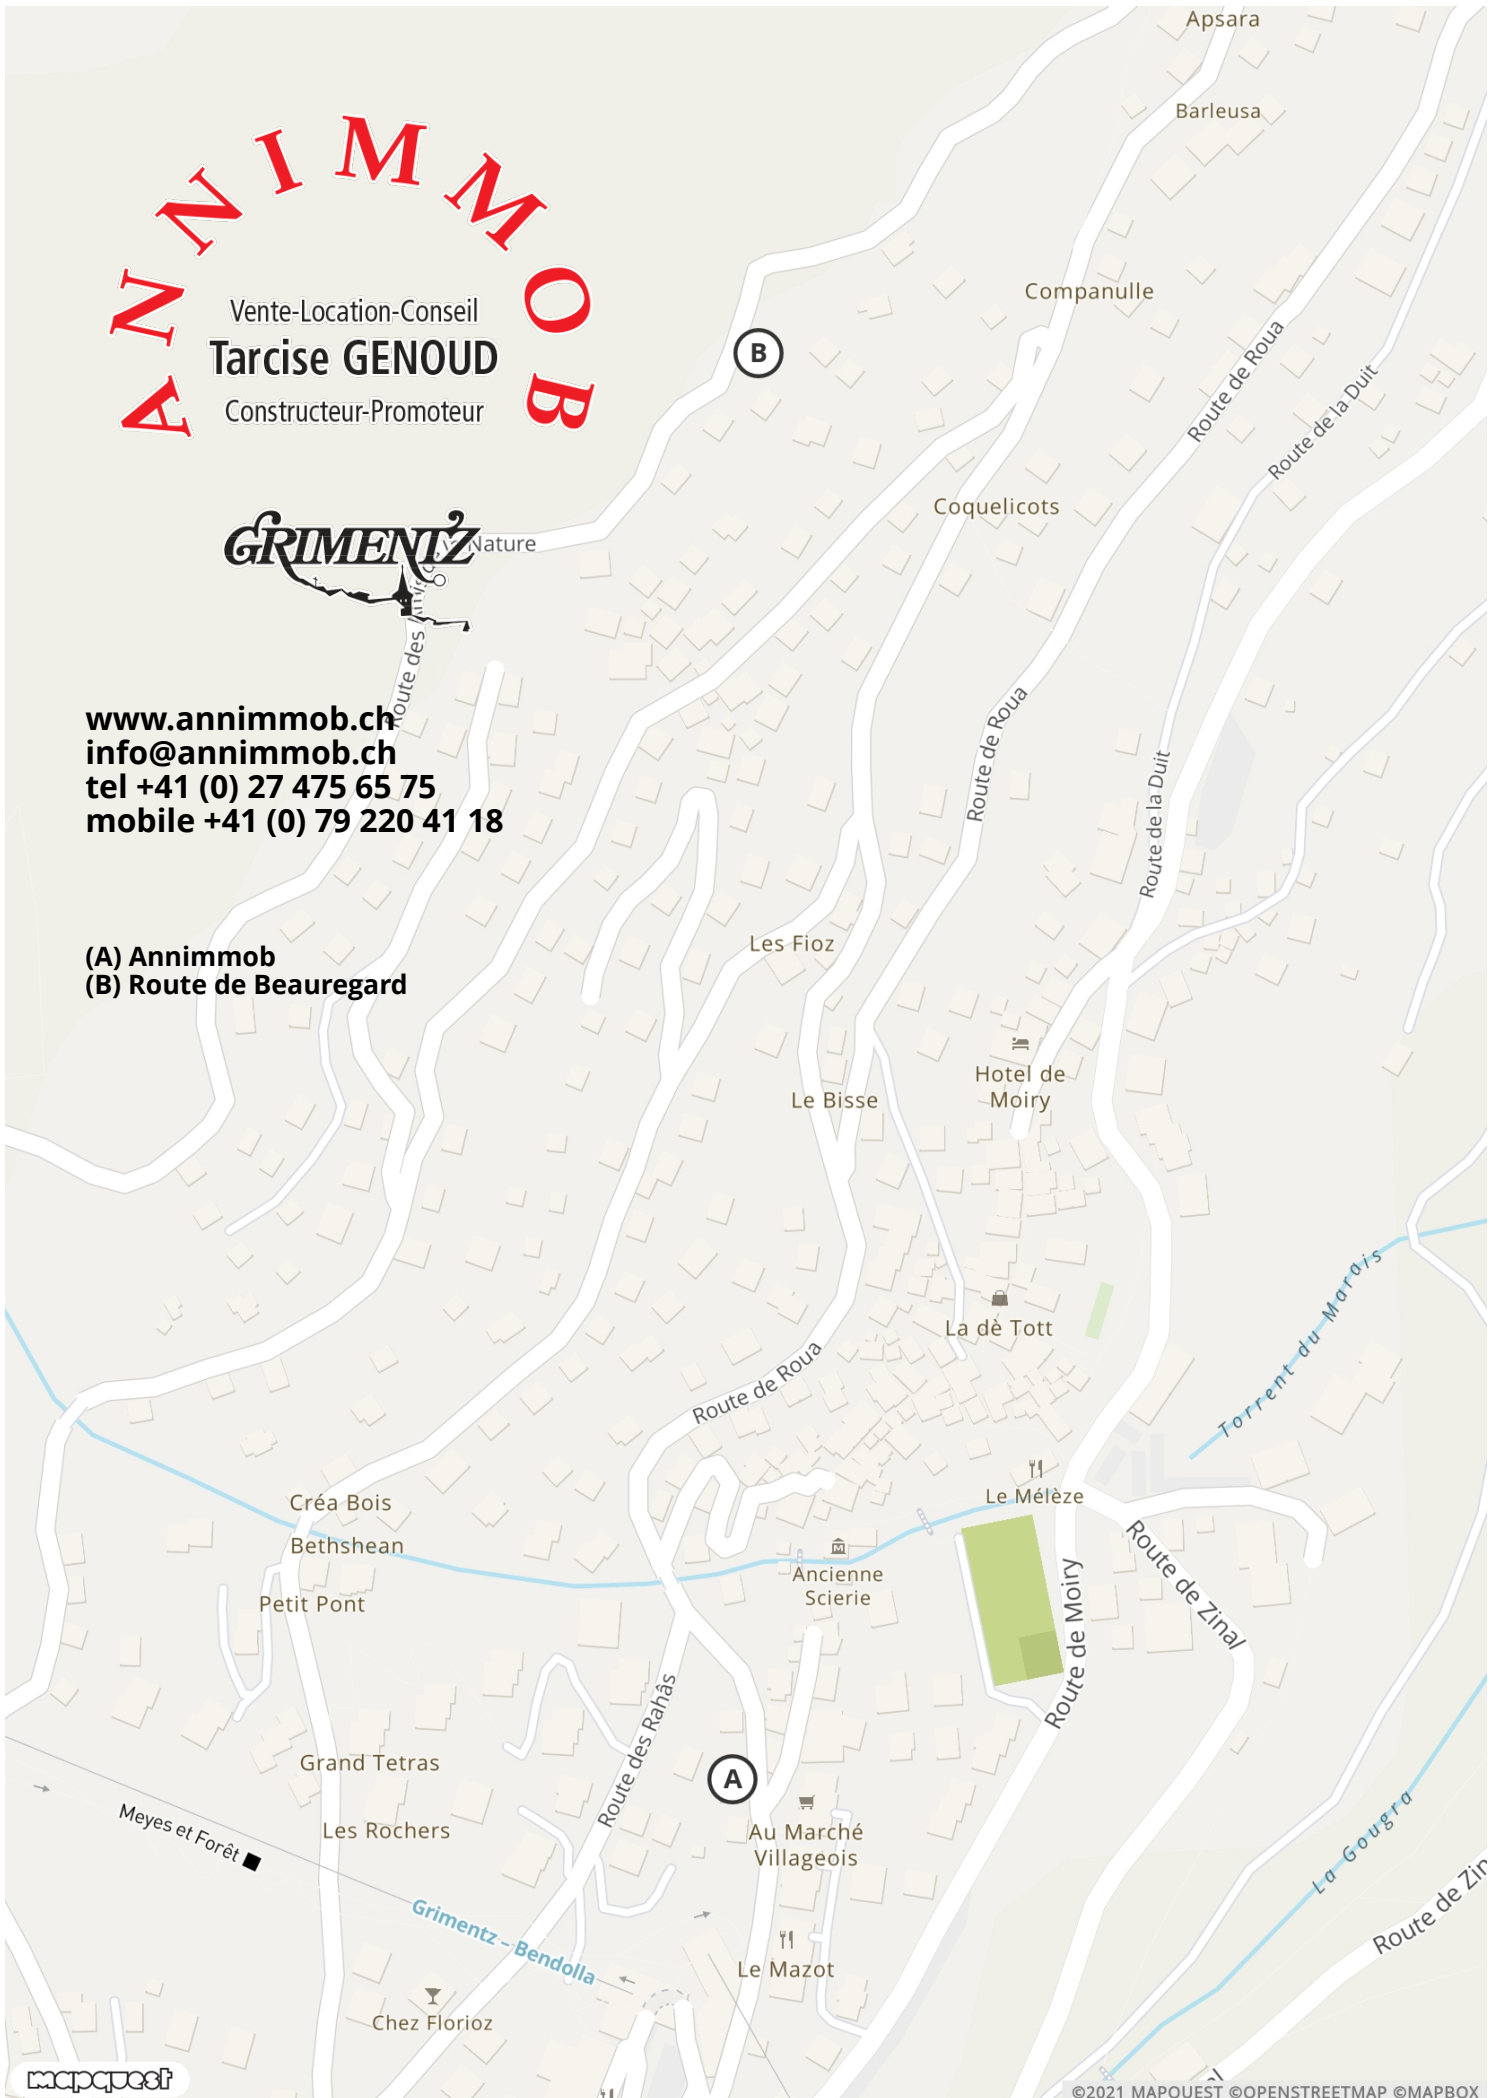 Apsara
Barleusa
ANNIMMOB
Vente-Location-Conseil
Tarcise GENOUD
Constructeur-Promoteur
Companulle
B
Route de Roua
Route de la Duit
Coquelicots
GRIMENTZ
Nature
Route des
www.annimmob.ch
info@annimmob.ch
tel +41 (0) 27 475 65 75
mobile +41 (0) 79 220 41 18
Route de Roua
Route de la Duit
(A) Annimmob
(B) Route de Beauregard
Les Fioz
Hotel de
Moiry
Le Bisse
La dè Tott
Torrent du Marais
Route de Roua
Le Mélèze
Créa Bois
Bethshean
Petit Pont
Ancienne
Scierie
Route de Moiry
Route de Zinal
Route des Rahâs
Grand Tetras
A
Meyes et Forêt
Les Rochers
Au Marché
Villageois
La Gougra
Route de Zin
Grimentz – Bendolla
Le Mazot
Chez Florioz
mapquest
©2021 MAPQUEST ©OPENSTREETMAP ©MAPBOX